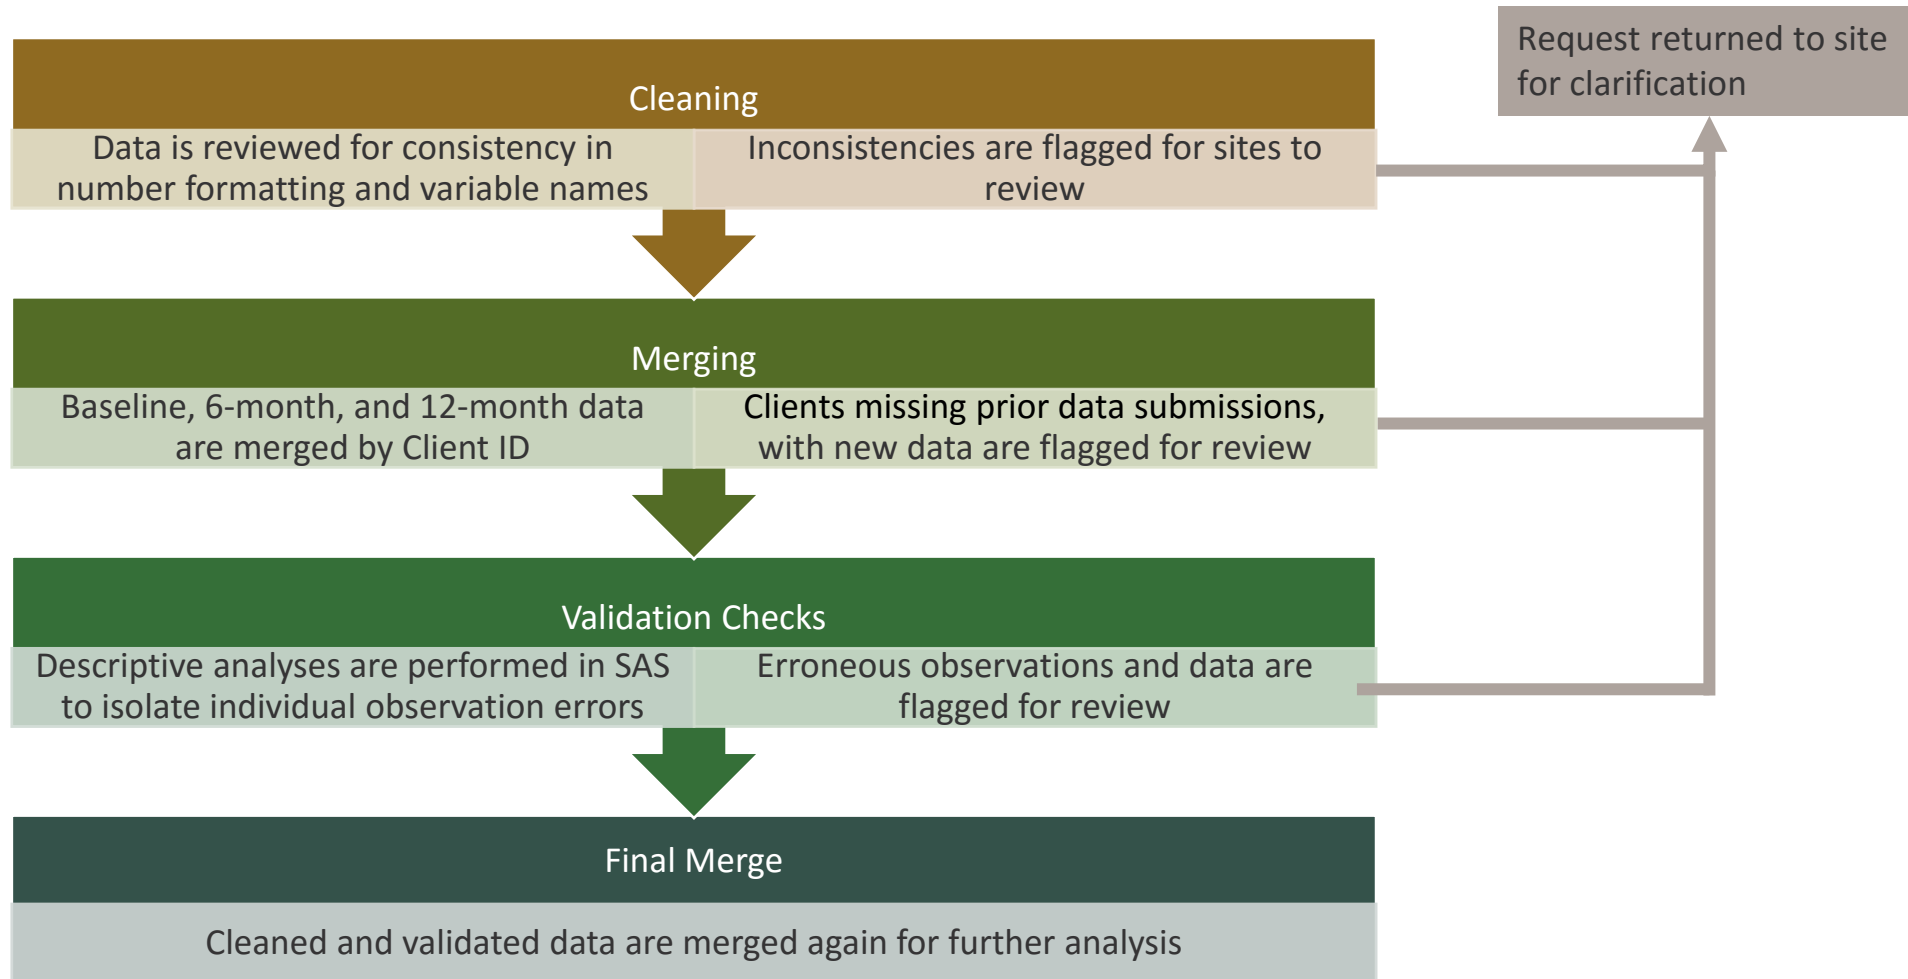 Request returned to site
for clarification
Cleaning
Data is reviewed for consistency in
number formatting and variable names
Inconsistencies are flagged for sites to
review
Merging
Baseline, 6-month, and 12-month data
are merged by Client ID
Clients missing prior data submissions,
with new data are flagged for review
Validation Checks
Descriptive analyses are performed in SAS
to isolate individual observation errors
Erroneous observations and data are
flagged for review
Final Merge
Cleaned and validated data are merged again for further analysis